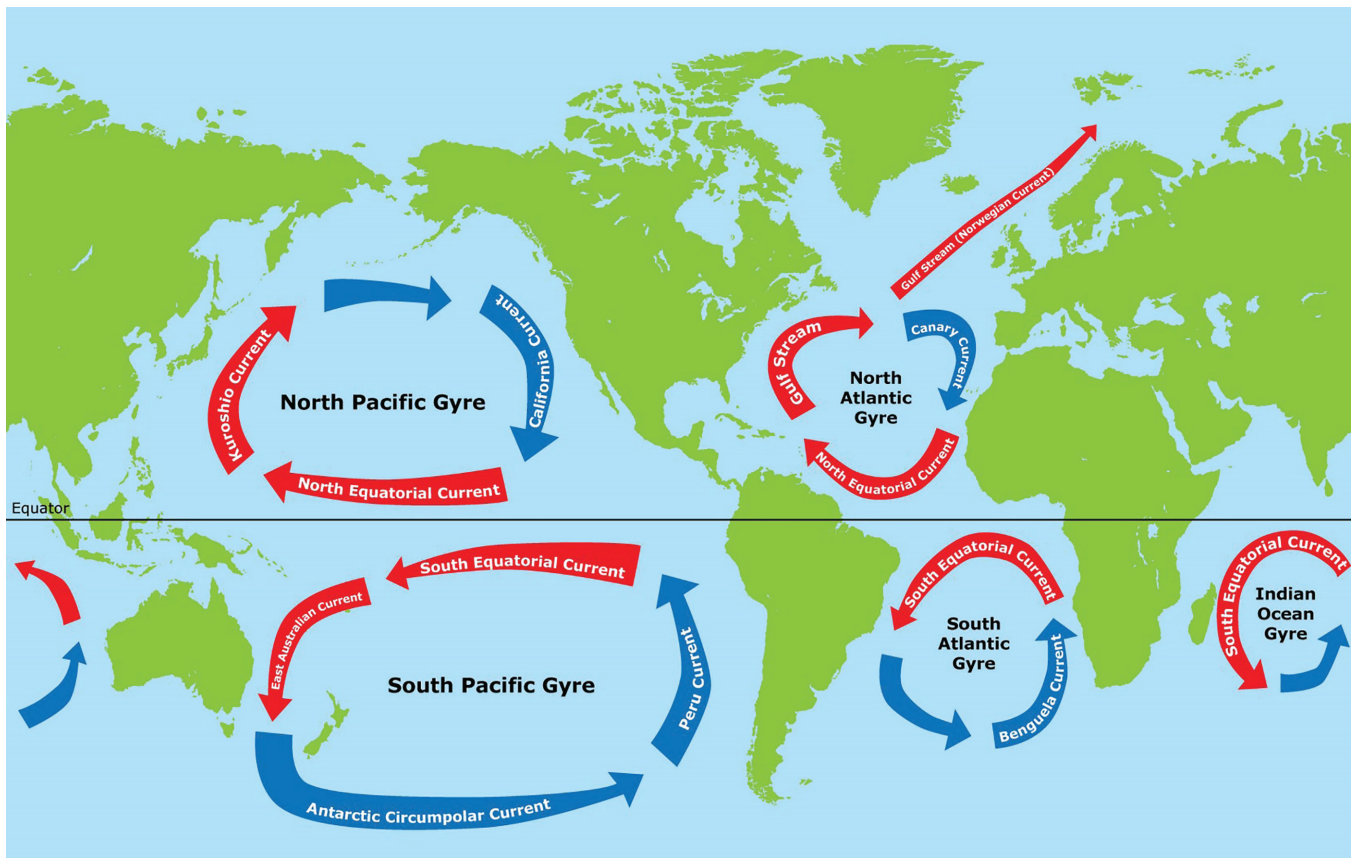 Gulf Stream (Norwegian Current)
Kuroshio Current
California Current
North Pacific Gyre
North Equatorial Current
Gulf Stream
Canary Current
North
Atlantic
Gyre
North Equatorial Current
Equator
South Equatorial Current
East Australian Current
South Pacific Gyre
Peru Current
Antarctic Circumpolar Current
South Equatorial Current
South
Atlantic
Gyre
Benguela Current
South Equatorial Current
Indian
Ocean
Gyre